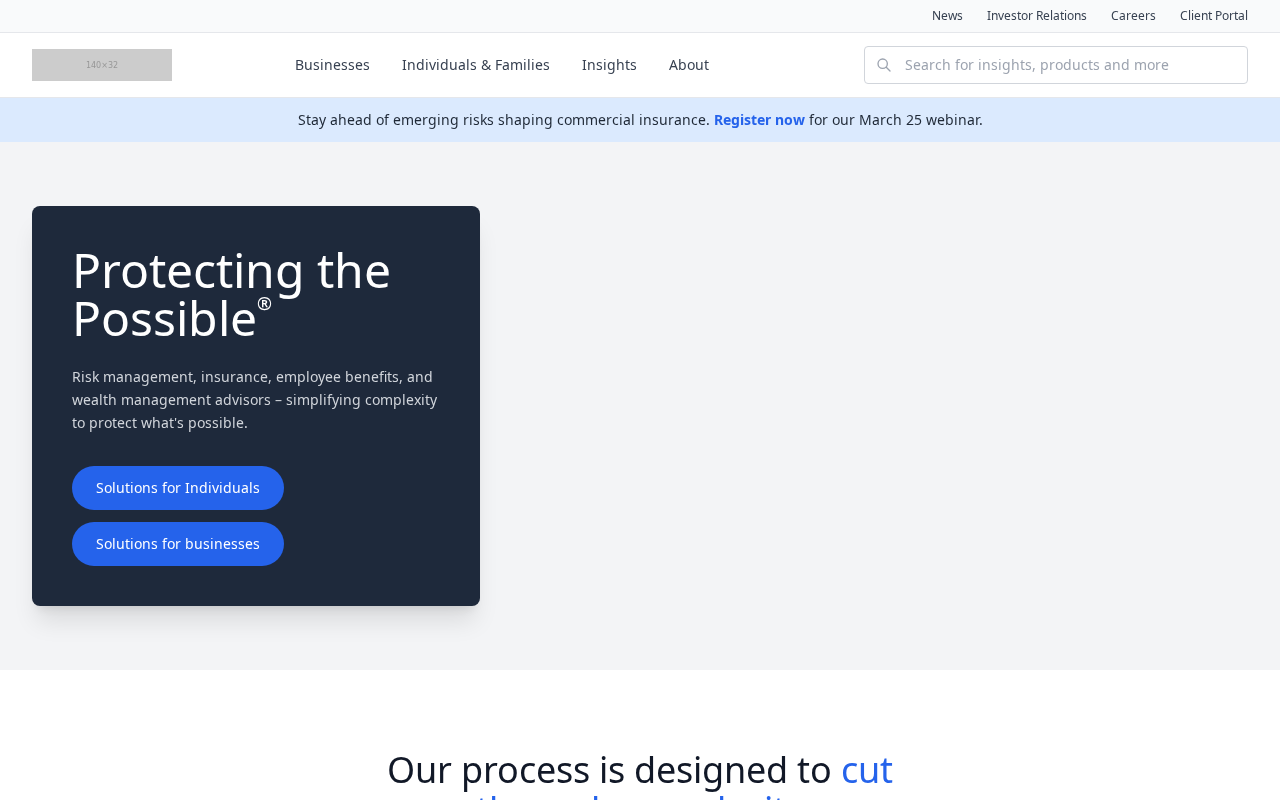 News Investor Relations Careers Client Portal
140×32
Businesses Individuals & Families Insights About
Search for insights, products and more
Stay ahead of emerging risks shaping commercial insurance. Register now for our March 25 webinar.
Protecting the
Possible®
Risk management, insurance, employee benefits, and
wealth management advisors – simplifying complexity
to protect what's possible.
Solutions for Individuals
Solutions for businesses
Our process is designed to cut